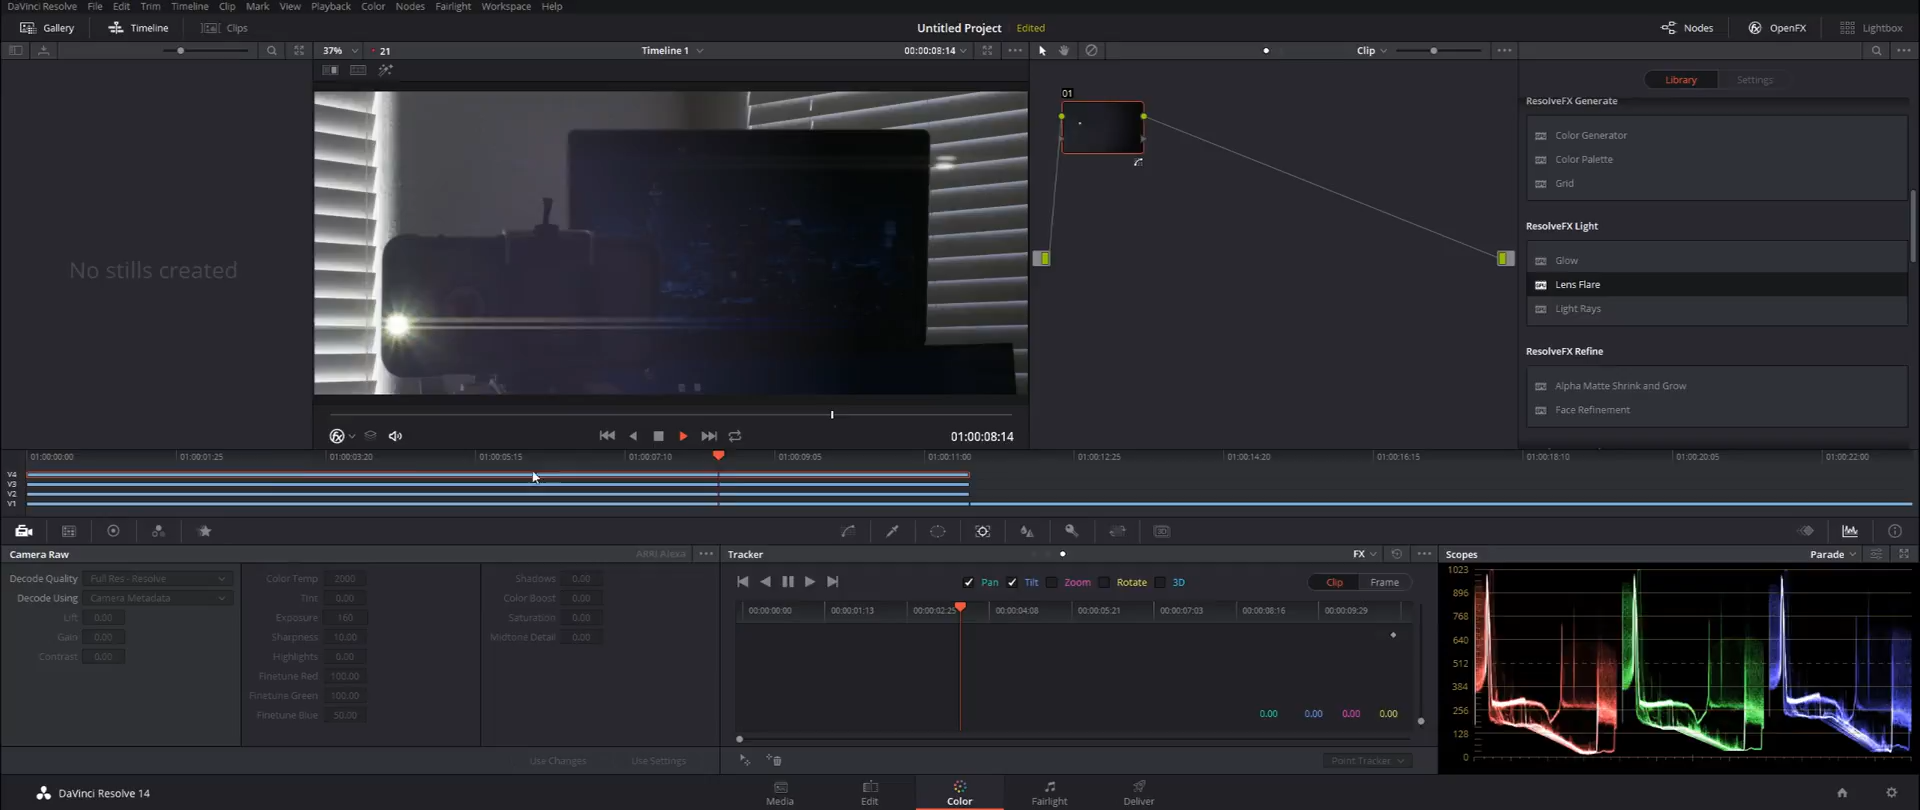 DaVinci Resolve File Edit Trim Timeline Clip Mark View Playback Color Nodes Fairlight Workspace Help
Gallery Timeline Clips Untitled Project Edited Nodes OpenFX Lightbox
37% 21 Timeline 1 00:00:08:14 Clip
Library Settings
01
ResolveFX Generate
Color Generator
Color Palette
Grid
ResolveFX Light
Glow
Lens Flare
Light Rays
ResolveFX Refine
Alpha Matte Shrink and Grow
Face Refinement
No stills created
01:00:08:14
01:00:00:00 01:00:01:25 01:00:03:20 01:00:05:15 01:00:07:10 01:00:09:05 01:00:11:00 01:00:12:25 01:00:14:20 01:00:16:15 01:00:18:10 01:00:20:05 01:00:22:00
V4
V3
V2
V1
Camera Raw ARRI Alexa
Decode Quality Full Res - Resolve
Decode Using Camera Metadata
Lift 0.00
Gain 0.00
Contrast 0.00
Color Temp 2000
Tint 0.00
Exposure 160
Sharpness 10.00
Highlights 0.00
Finetune Red 100.00
Finetune Green 100.00
Finetune Blue 50.00
Shadows 0.00
Color Boost 0.00
Saturation 0.00
Midtone Detail 0.00
Use Changes Use Settings
Tracker FX
Pan Tilt Zoom Rotate 3D Clip Frame
00:00:00:00 00:00:01:13 00:00:02:25 00:00:04:08 00:00:05:21 00:00:07:03 00:00:08:16 00:00:09:29
0.00 0.00 0.00 0.00
Point Tracker
Scopes Parade
1023
896
768
640
512
384
256
128
0
DaVinci Resolve 14 Media Edit Color Fairlight Deliver